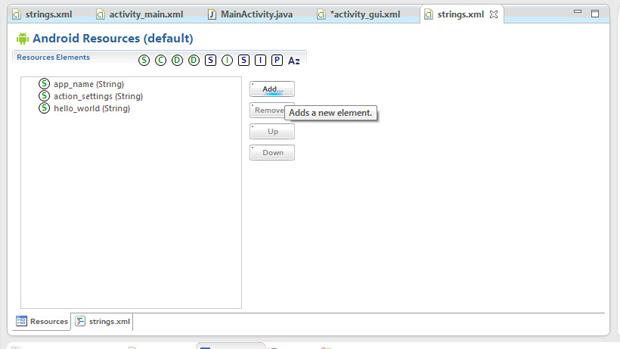 strings.xml activity_main.xml MainActivity.java *activity_gui.xml strings.xml
Android Resources (default)
Resources Elements S C D D S I S I P Az
S app_name (String)
S action_settings (String)
S hello_world (String)
Add...
Remove
Adds a new element.
Up
Down
Resources strings.xml